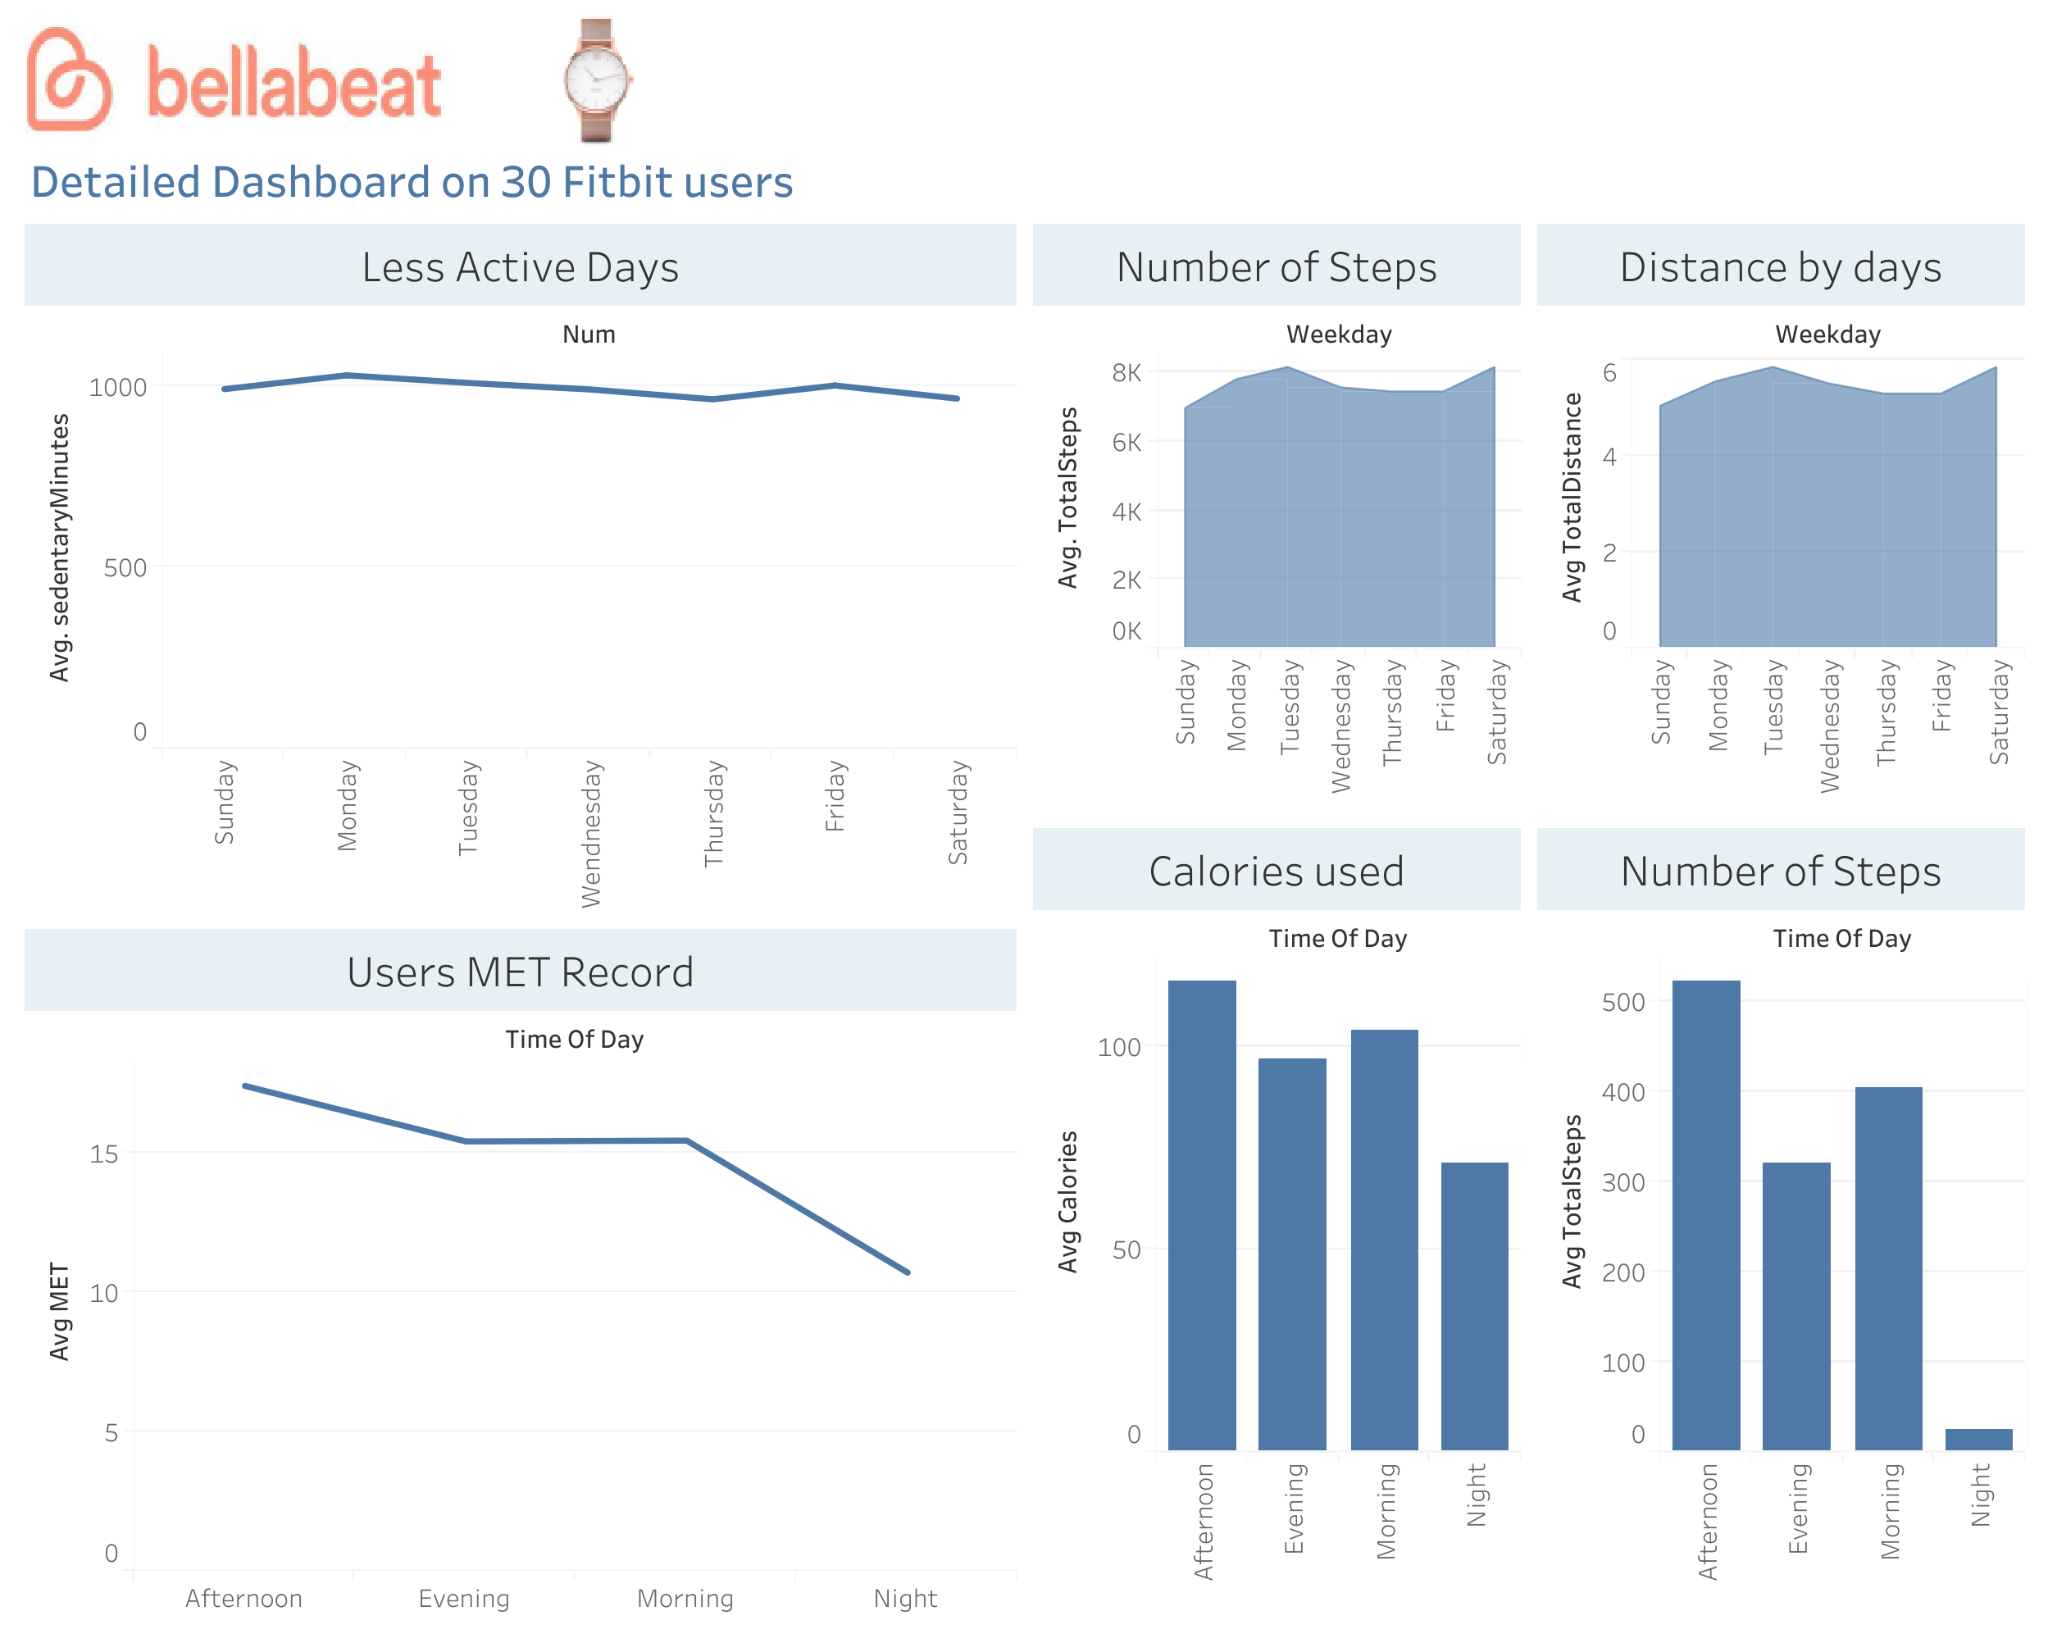 bellabeat
Detailed Dashboard on 30 Fitbit users
Less Active Days
Num
Avg. sedentaryMinutes
1000
500
0
Sunday
Monday
Tuesday
Wendnesday
Thursday
Friday
Saturday
Number of Steps
Weekday
Avg. TotalSteps
8K
6K
4K
2K
0K
Sunday
Monday
Tuesday
Wednesday
Thursday
Friday
Saturday
Distance by days
Weekday
Avg TotalDistance
6
4
2
0
Sunday
Monday
Tuesday
Wednesday
Thursday
Friday
Saturday
Users MET Record
Time Of Day
Avg MET
15
10
5
0
Afternoon
Evening
Morning
Night
Calories used
Time Of Day
Avg Calories
100
50
0
Afternoon
Evening
Morning
Night
Number of Steps
Time Of Day
Avg TotalSteps
500
400
300
200
100
0
Afternoon
Evening
Morning
Night